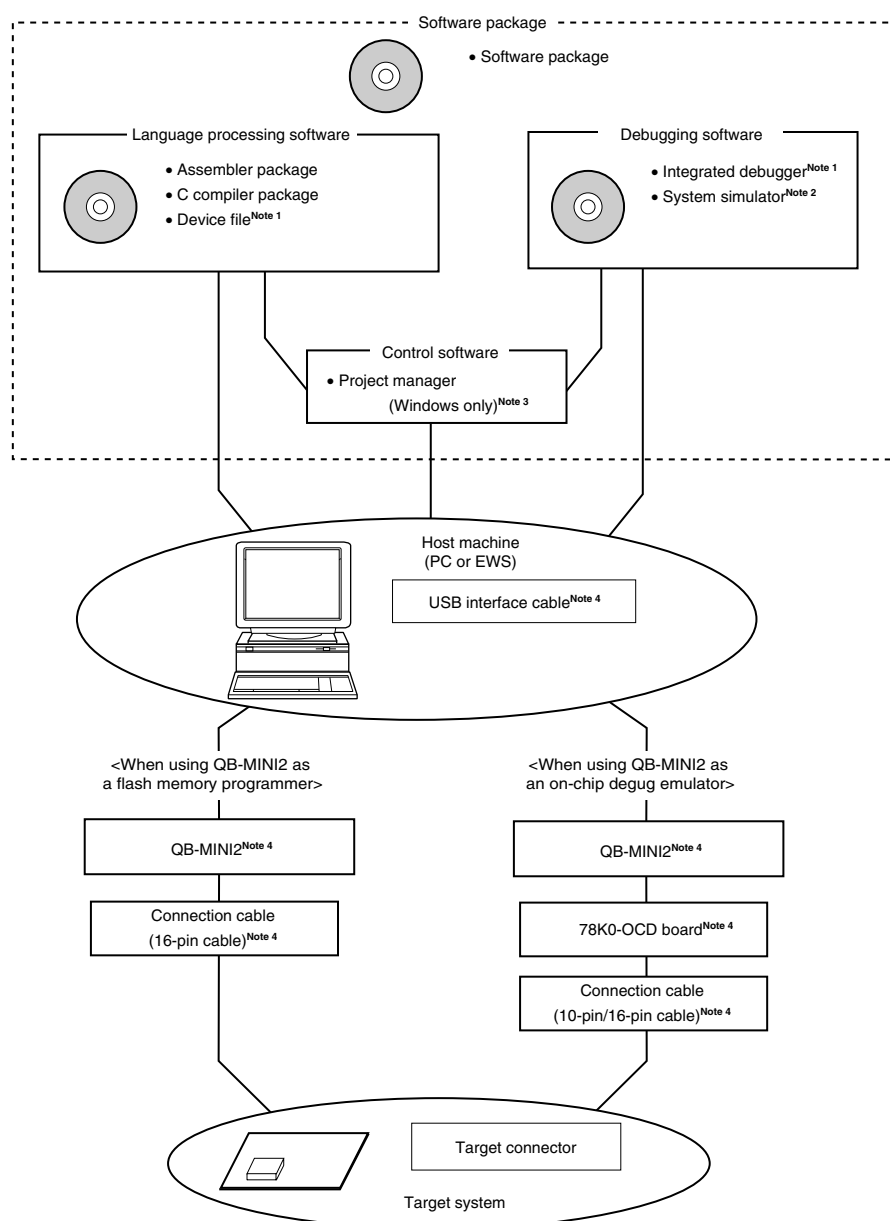 Software package
• Software package
Language processing software
• Assembler package
• C compiler package
• Device fileNote 1
Debugging software
• Integrated debuggerNote 1
• System simulatorNote 2
Control software
• Project manager
(Windows only)Note 3
Host machine
(PC or EWS)
USB interface cableNote 4
<When using QB-MINI2 as
a flash memory programmer>
QB-MINI2Note 4
Connection cable
(16-pin cable)Note 4
<When using QB-MINI2 as
an on-chip degug emulator>
QB-MINI2Note 4
78K0-OCD boardNote 4
Connection cable
(10-pin/16-pin cable)Note 4
Target connector
Target system